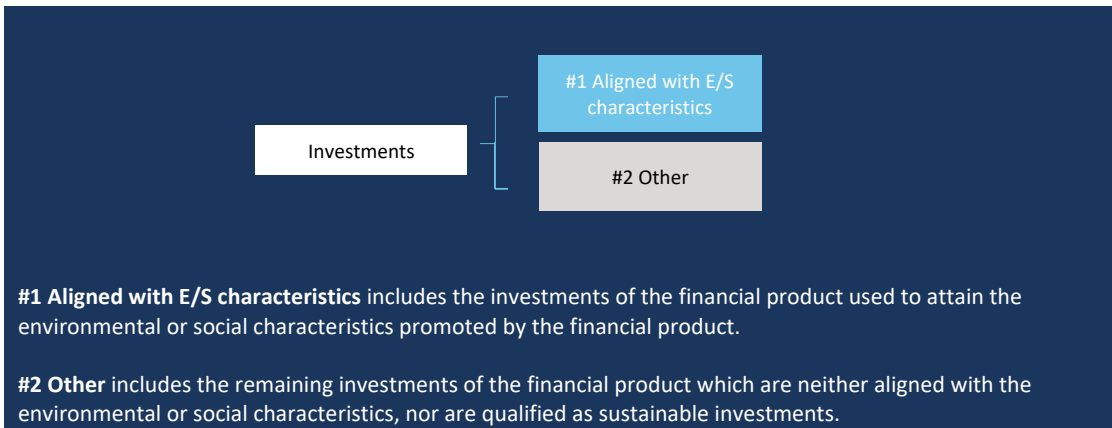 #1 Aligned with E/S
characteristics
Investments
#2 Other
#1 Aligned with E/S characteristics includes the investments of the financial product used to attain the
environmental or social characteristics promoted by the financial product.
#2 Other includes the remaining investments of the financial product which are neither aligned with the
environmental or social characteristics, nor are qualified as sustainable investments.